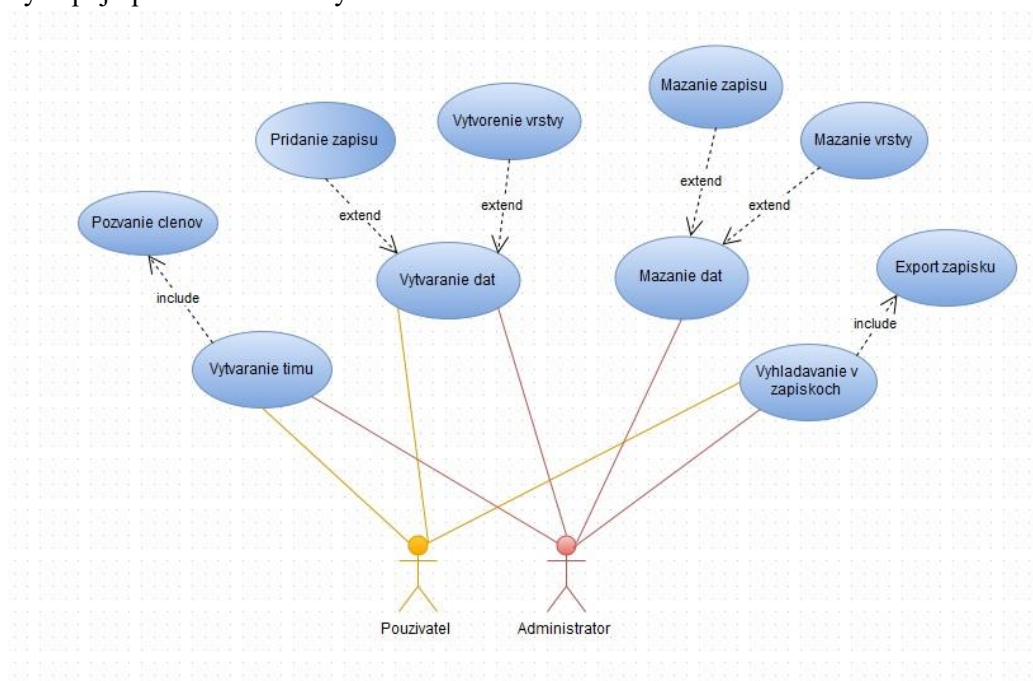 Mazanie zapisu
Vytvorenie vrstvy
Pridanie zapisu
Mazanie vrstvy
extend
extend
extend
extend
Pozvanie clenov
Export zapisku
Vytvaranie dat
Mazanie dat
include
include
Vytvaranie timu
Vyhladavanie v
zapiskoch
Pouzivatel
Administrator